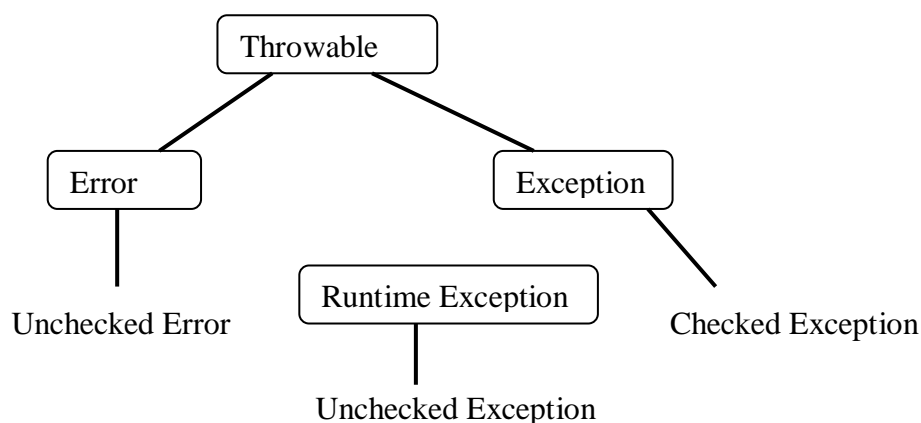 Throwable
Error
Exception
Runtime Exception
Unchecked Error
Checked Exception
Unchecked Exception